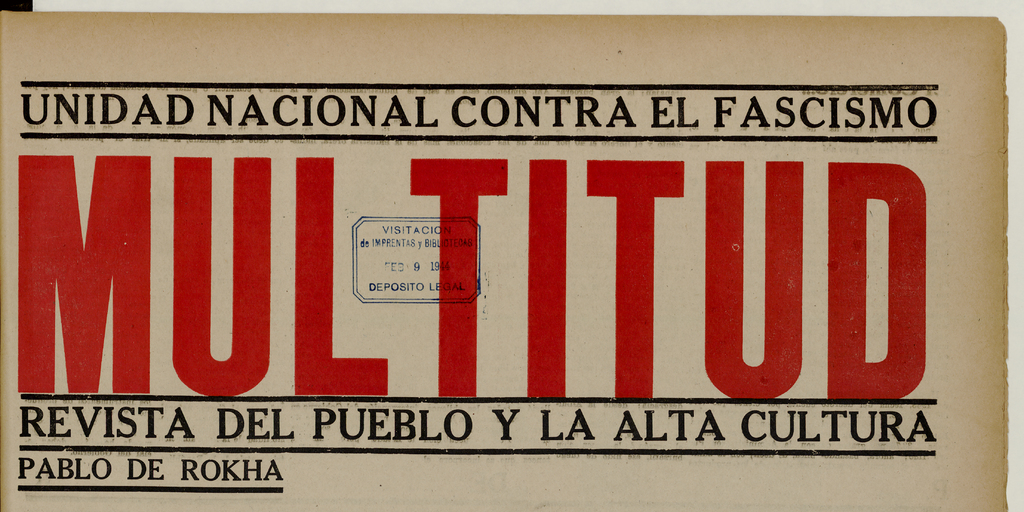 UNIDAD NACIONAL CONTRA EL FASCISMO
MULTITUD
VISITACION
de IMPRENTAS y BIBLIOTECAS
FEB 9 194
DEPOSITO LEGAL
REVISTA DEL PUEBLO Y LA ALTA CULTURA
PABLO DE ROKHA